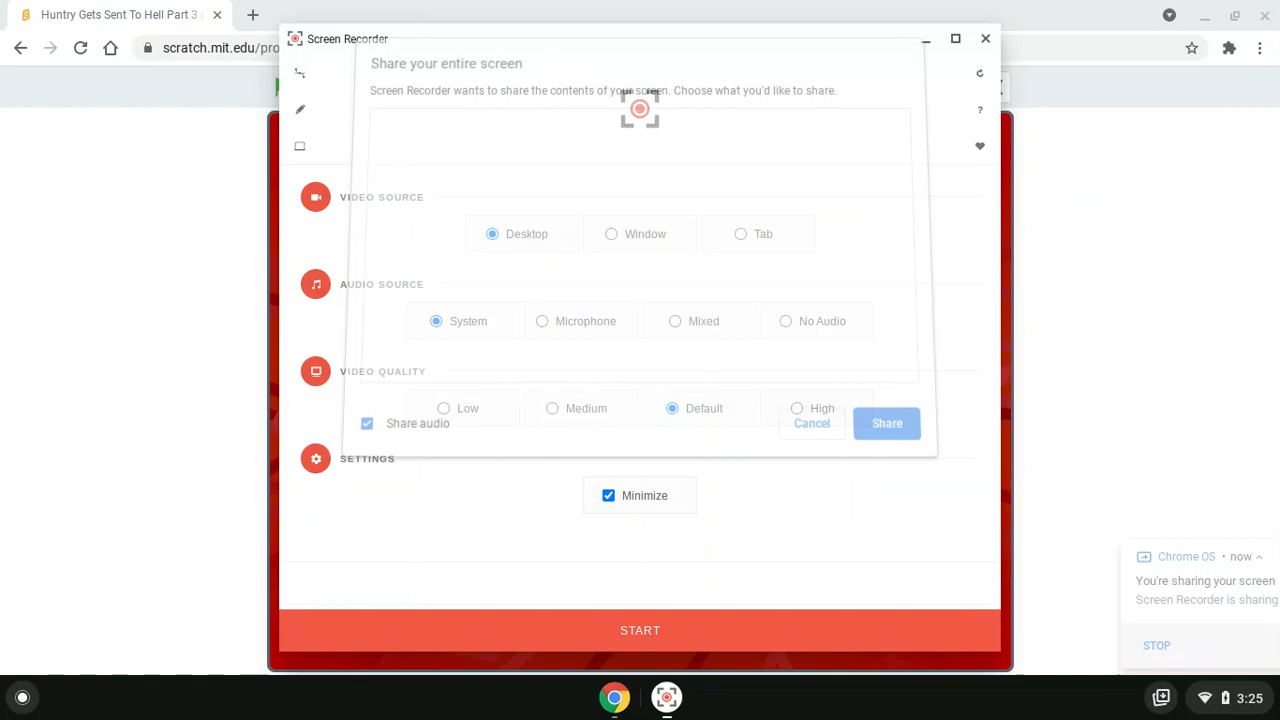 Huntry Gets Sent To Hell Part 3
scratch.mit.edu/pro
Screen Recorder
Share your entire screen
Screen Recorder wants to share the contents of your screen. Choose what you'd like to share.
?
VIDEO SOURCE
Desktop
Window
Tab
AUDIO SOURCE
System
Microphone
Mixed
No Audio
VIDEO QUALITY
Low
Medium
Default
High
Share audio
Cancel
Share
SETTINGS
Minimize
START
Chrome OS • now
You're sharing your screen
Screen Recorder is sharing
STOP
3:25